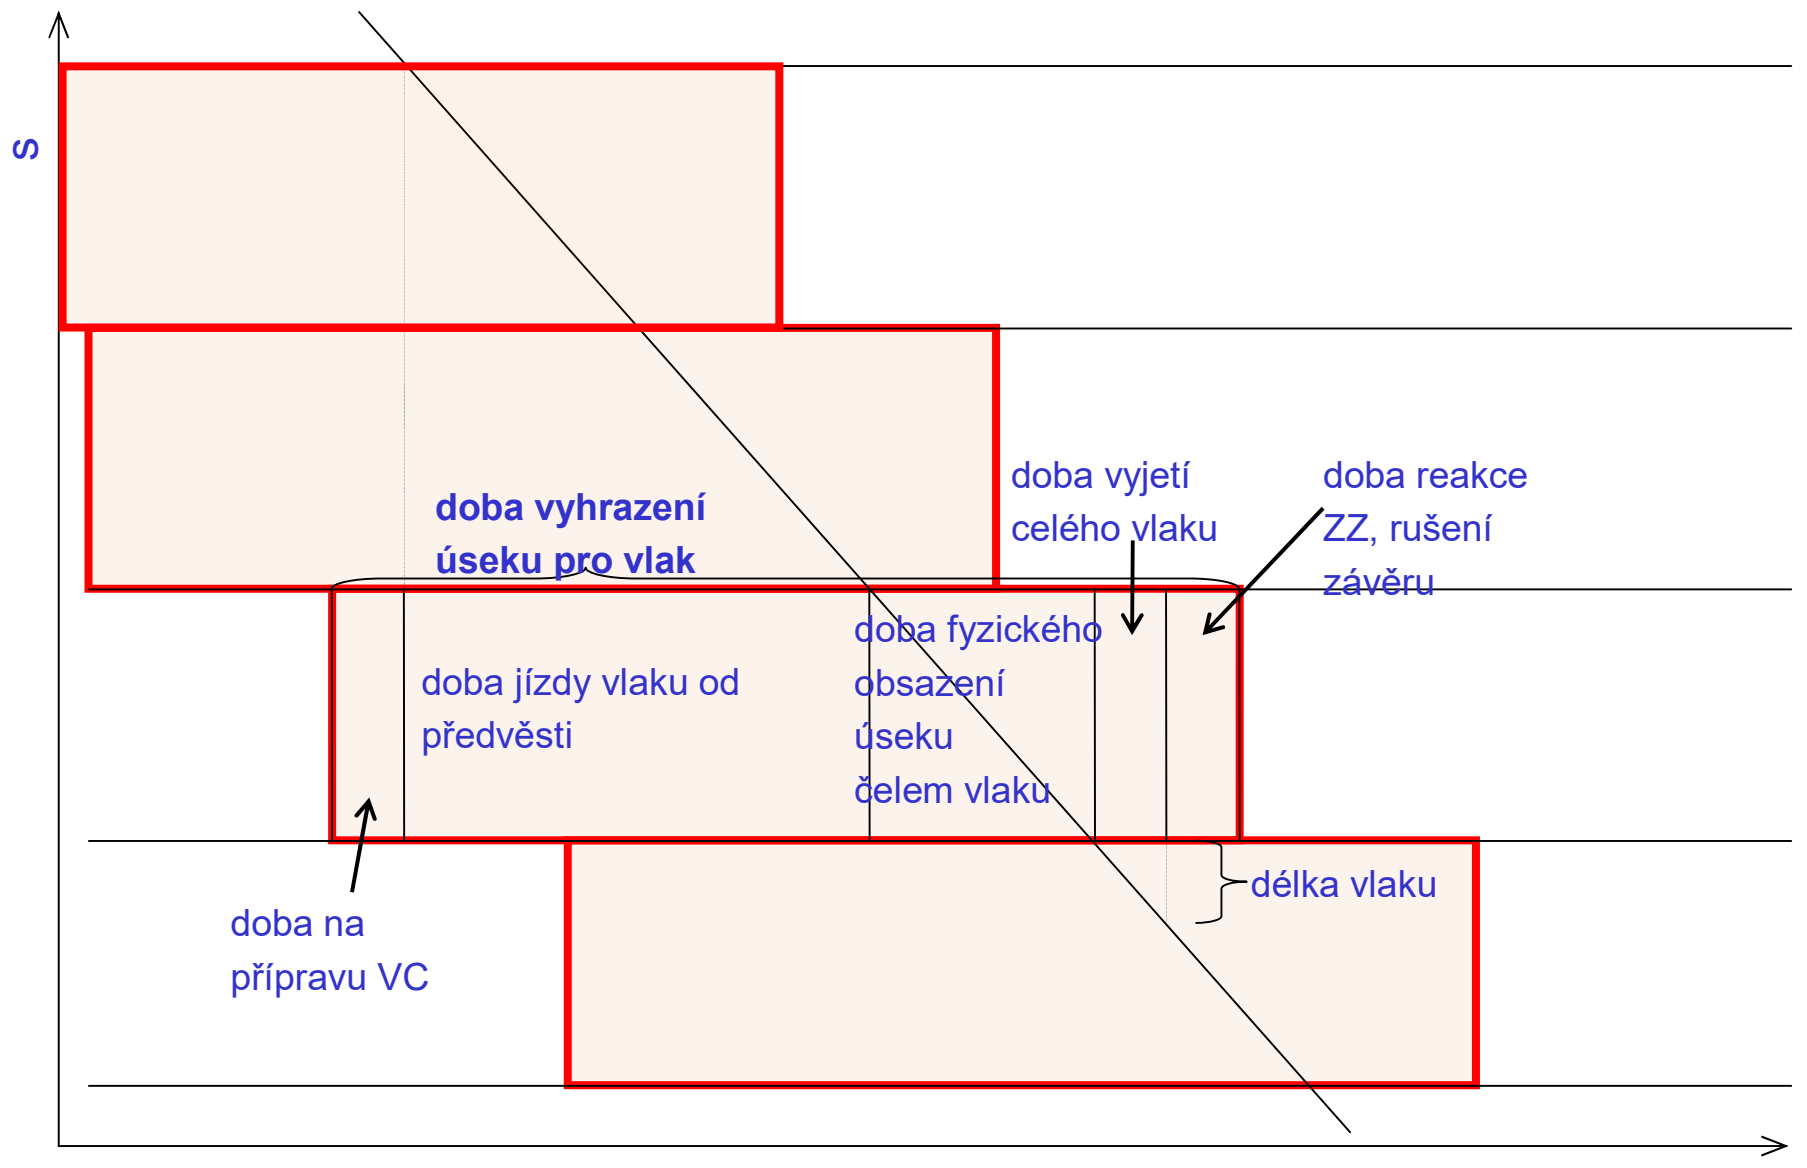 s
doba vyhrazení
úseku pro vlak
doba vyjetí
celého vlaku
doba reakce
ZZ, rušení
závěru
doba jízdy vlaku od
předvěsti
doba fyzického
obsazení
úseku
čelem vlaku
délka vlaku
doba na
přípravu VC